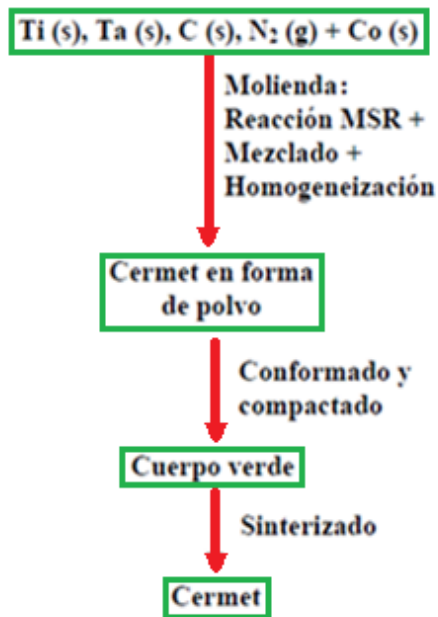 Ti (s), Ta (s), C (s), N₂ (g) + Co (s)
Molienda:
Reacción MSR +
Mezclado +
Homogeneización
Cermet en forma
de polvo
Conformado y
compactado
Cuerpo verde
Sinterizado
Cermet